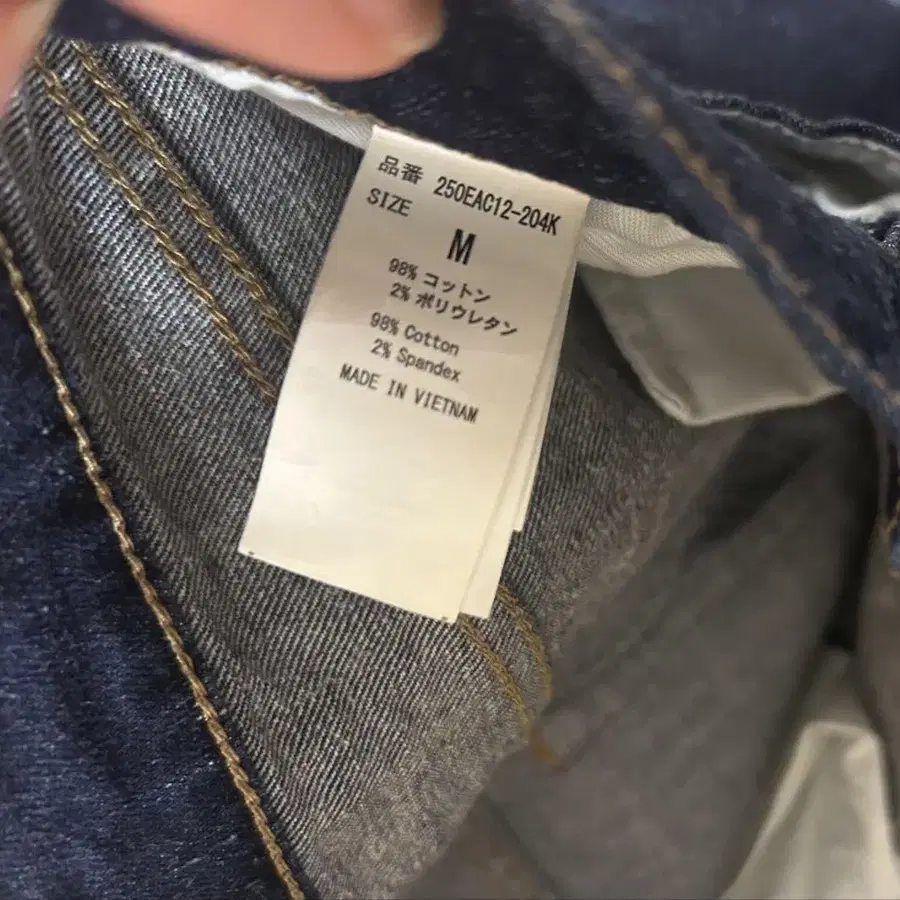 品番 250EAC12-204K
SIZE
M
98% コットン
2% ポリウレタン
98% Cotton
2% Spandex
MADE IN VIETNAM